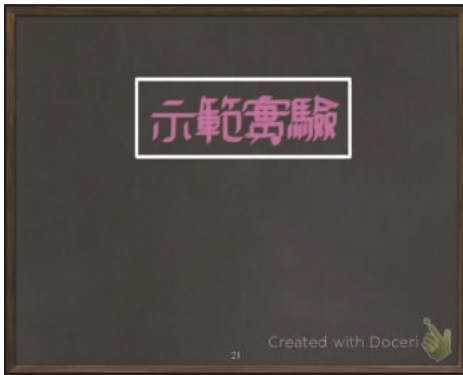 示範實驗
Created with Doceri
21